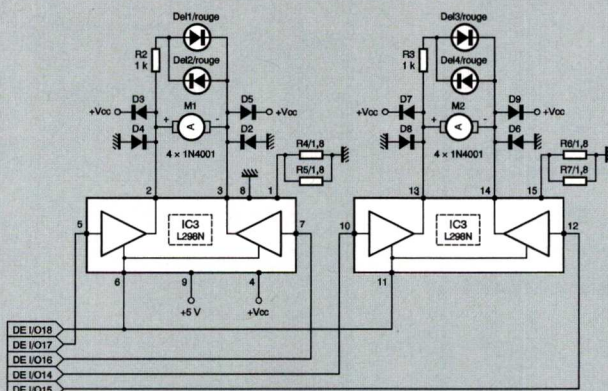 Del1/rouge
R2
1 k
Del2/rouge
D3
+Vcc
D4
M1
+ A -
D5
+Vcc
D2
4 × 1N4001
R4/1,8
R5/1,8
2
3
8
1
5
IC3
L298N
7
6
9
4
+5 V
+Vcc
Del3/rouge
R3
1 k
Del4/rouge
D7
+Vcc
D8
M2
+ A -
D9
+Vcc
D6
4 × 1N4001
R6/1,8
R7/1,8
13
14
15
10
IC3
L298N
12
11
DE I/O18
DE I/O17
DE I/O16
DE I/O14
DE I/O15